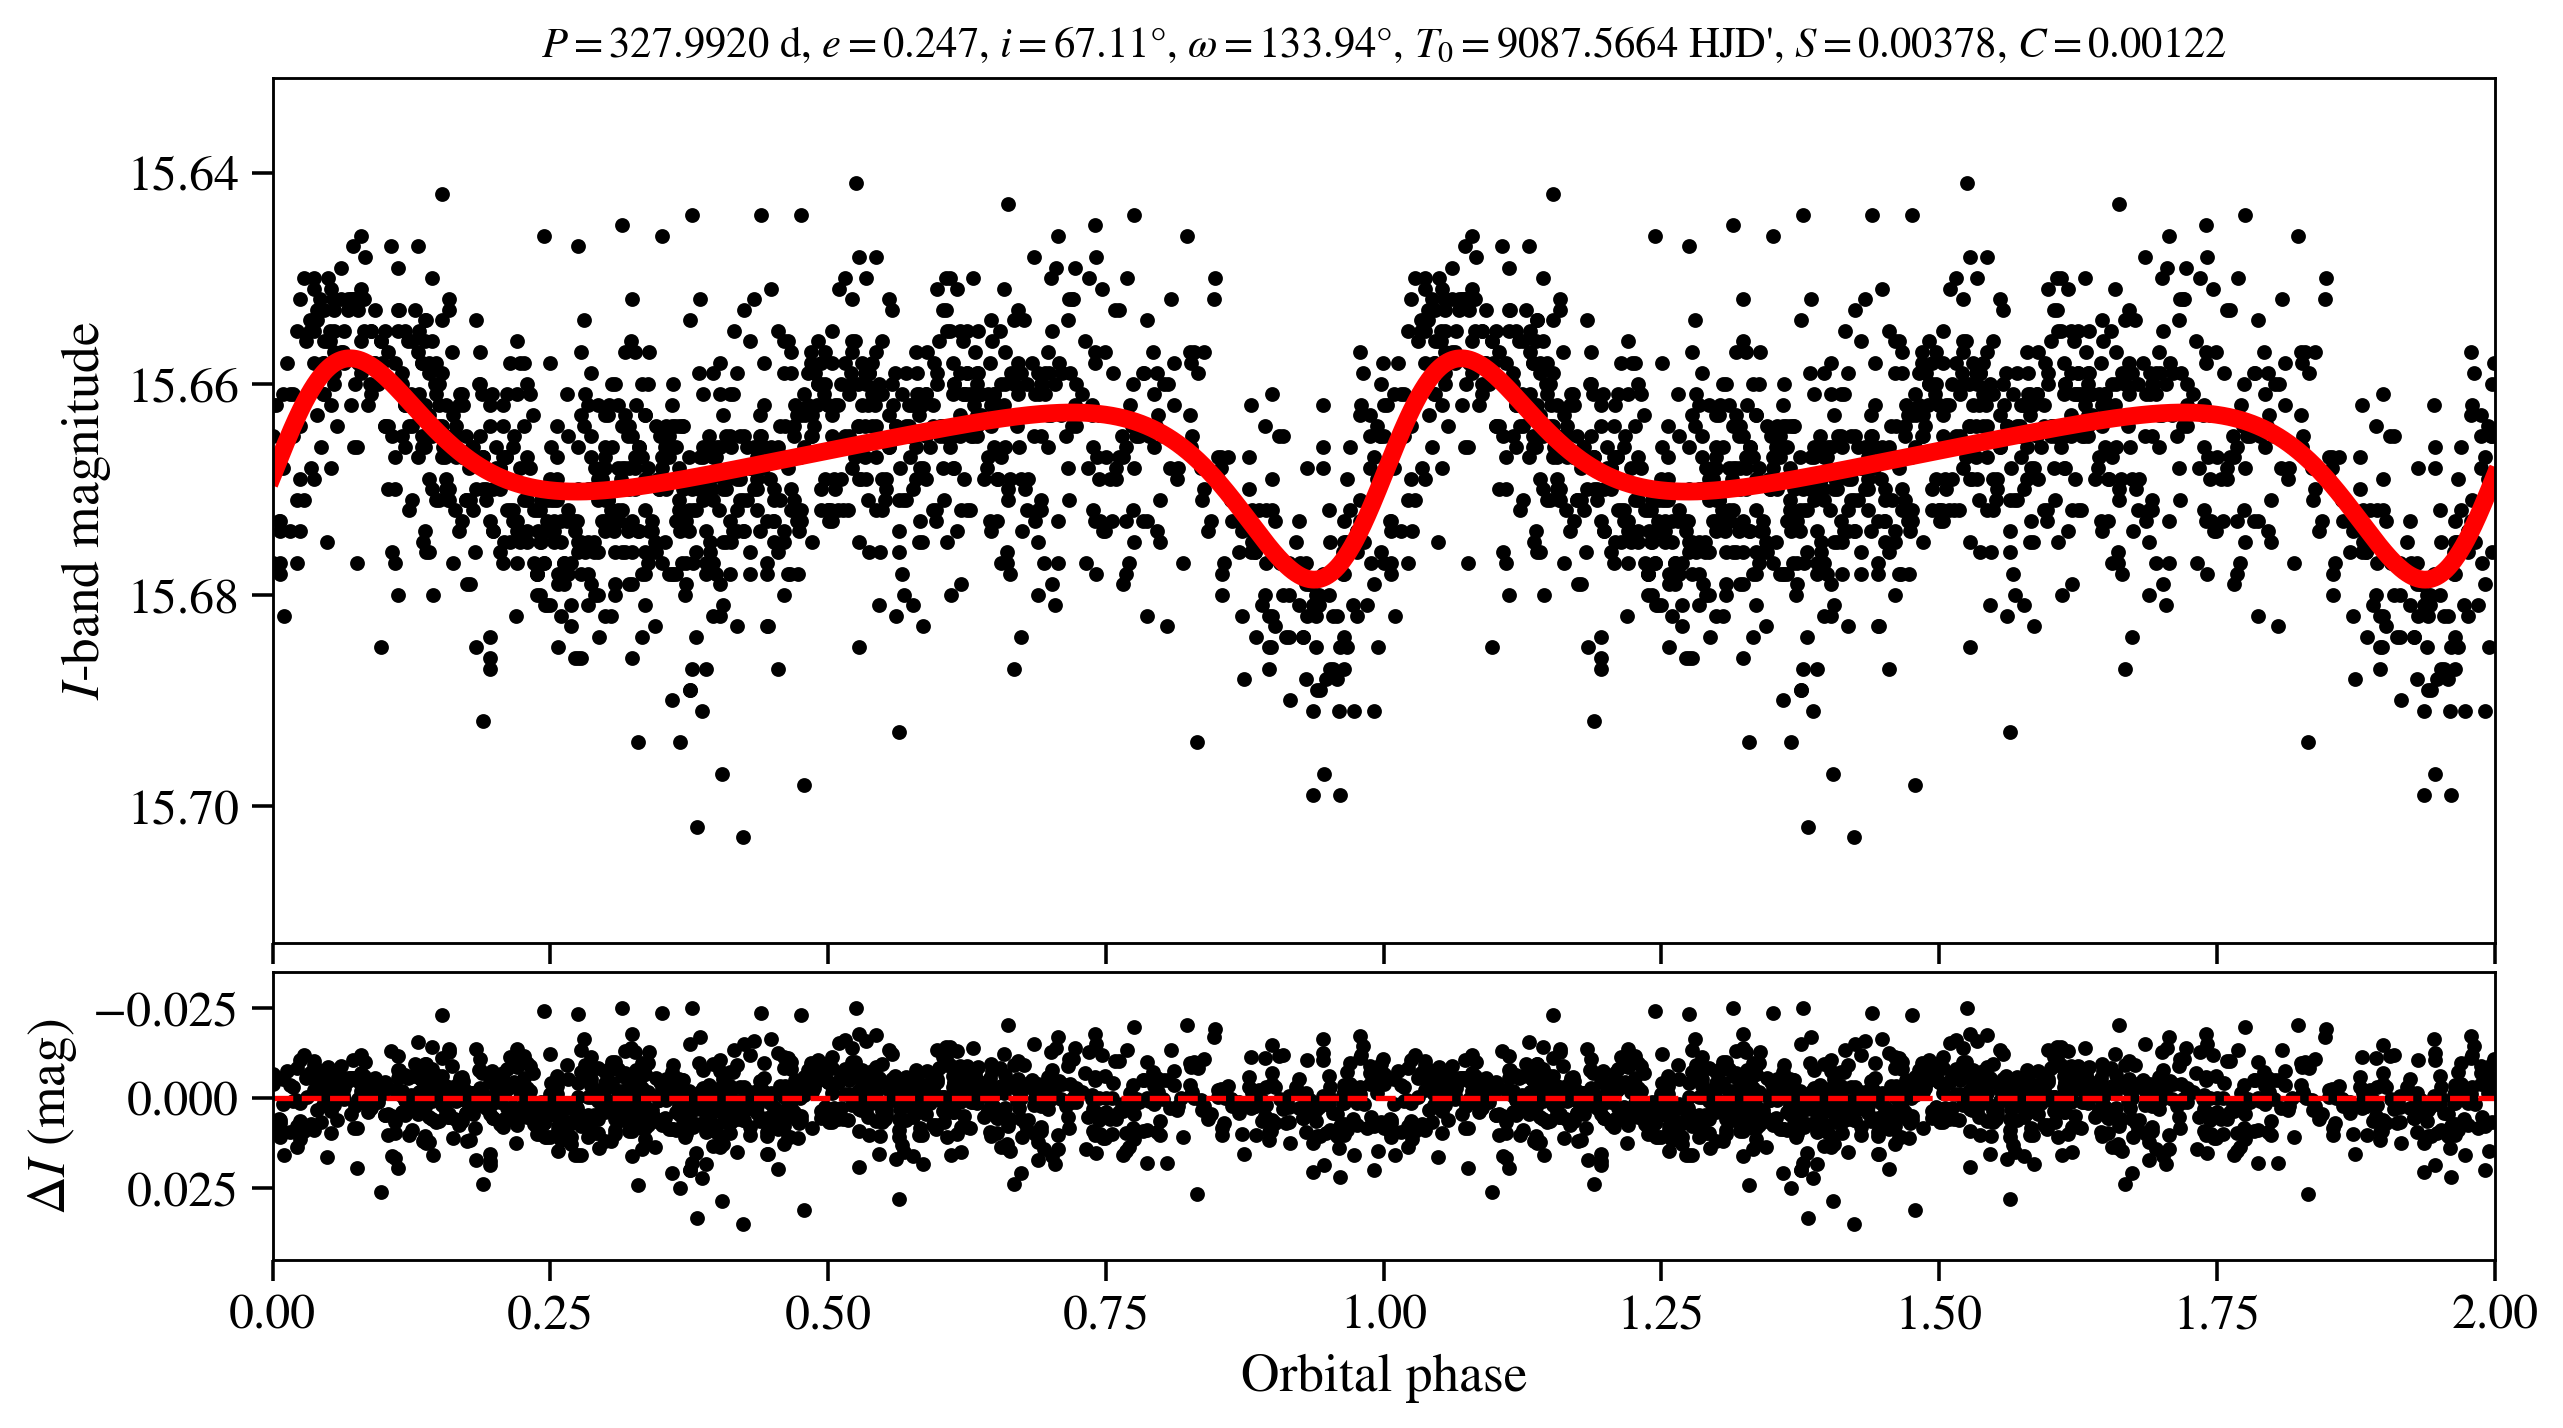 P = 327.9920 d, e = 0.247, i = 67.11°, ω = 133.94°, T₀ = 9087.5664 HJD', S = 0.00378, C = 0.00122
I-band magnitude
15.64
15.66
15.68
15.70
ΔI (mag)
−0.025
0.000
0.025
0.00 0.25 0.50 0.75 1.00 1.25 1.50 1.75 2.00
Orbital phase